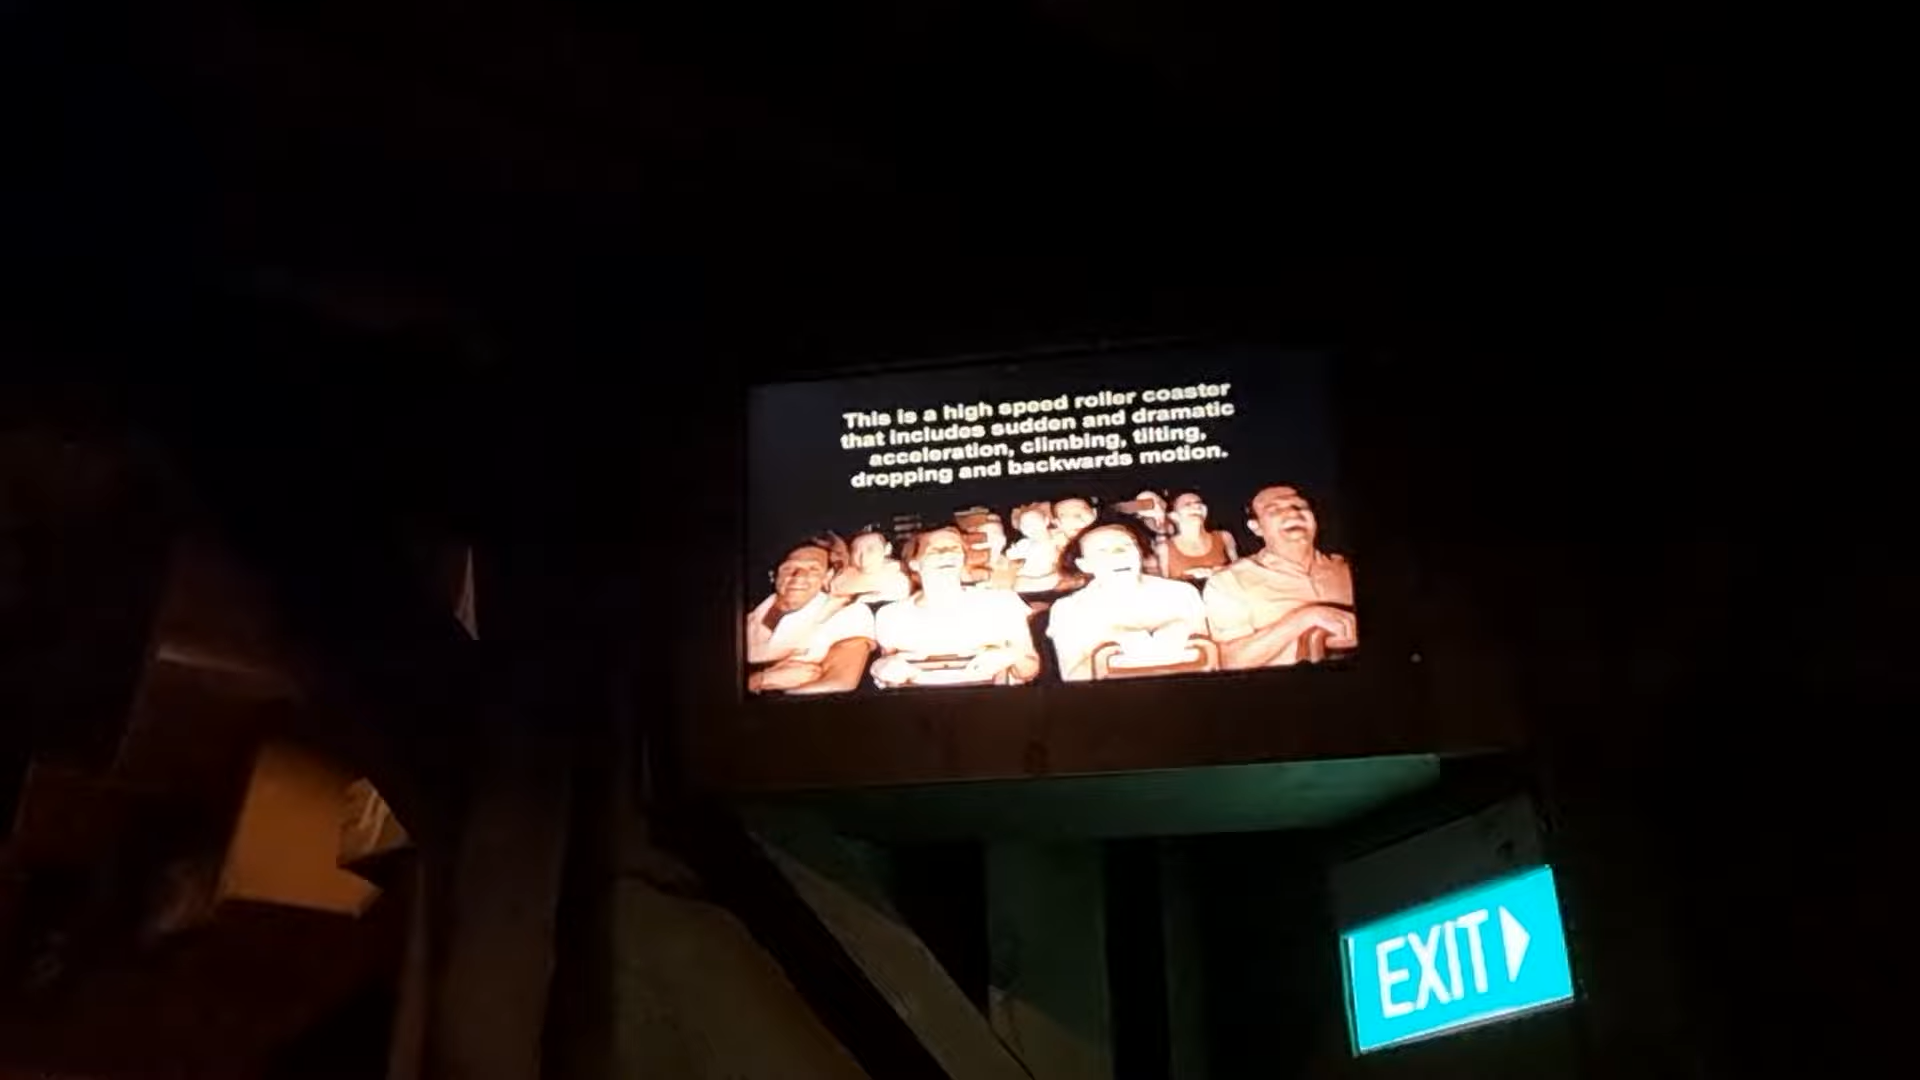 This is a high speed roller coaster
that includes sudden and dramatic
acceleration, climbing, tilting,
dropping and backwards motion.
EXIT